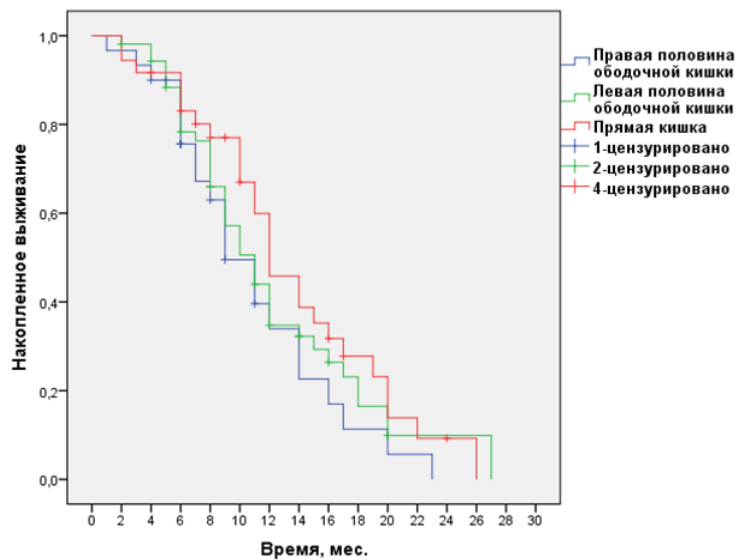 1,0
0,8
0,6
0,4
0,2
0,0
Накопленное выживание
0 2 4 6 8 10 12 14 16 18 20 22 24 26 28 30
Время, мес.
Правая половина
ободочной кишки
Левая половина
ободочной кишки
Прямая кишка
1-цензурировано
2-цензурировано
4-цензурировано